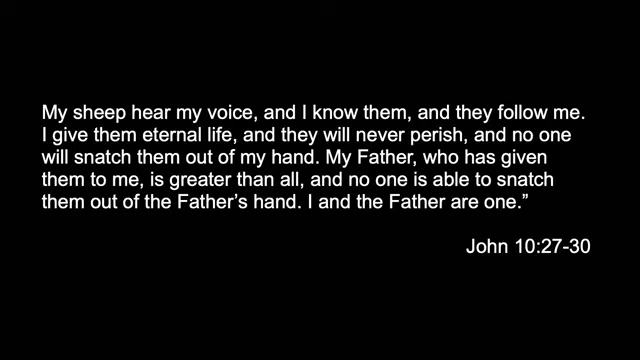 My sheep hear my voice, and I know them, and they follow me.
I give them eternal life, and they will never perish, and no one
will snatch them out of my hand. My Father, who has given
them to me, is greater than all, and no one is able to snatch
them out of the Father’s hand. I and the Father are one.”
John 10:27-30